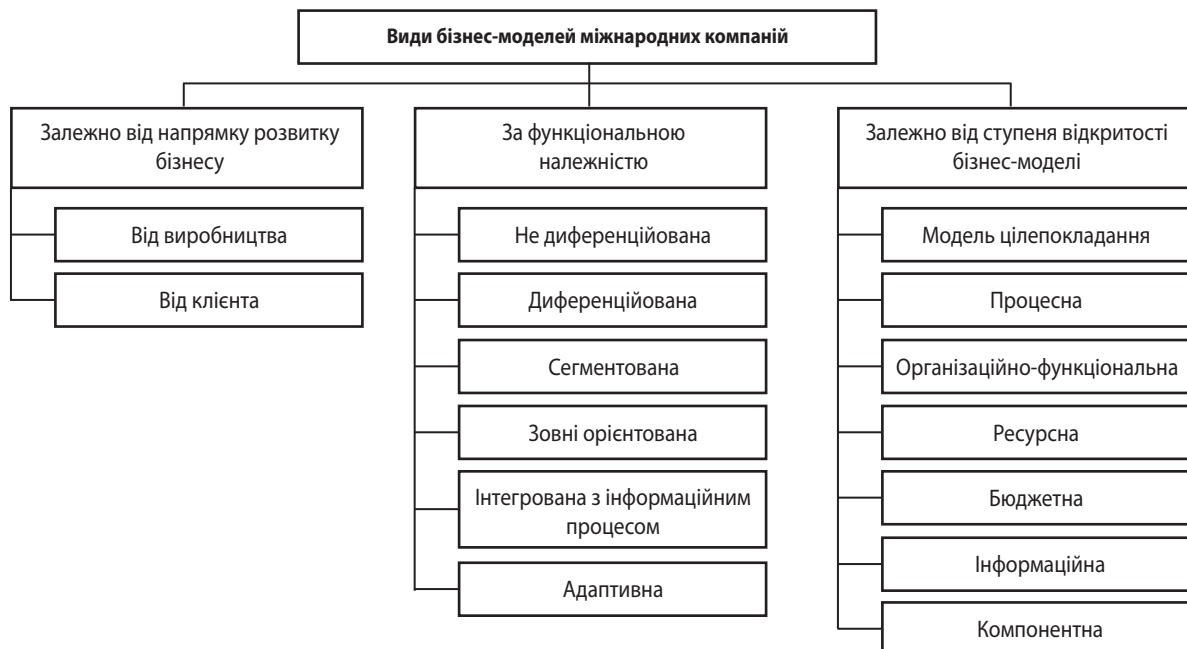 Види бізнес-моделей міжнародних компаній
Залежно від напрямку розвитку
бізнесу
Від виробництва
Від клієнта
За функціональною
належністю
Не диференційована
Диференційована
Сегментована
Зовні орієнтована
Інтегрована з інформаційним
процесом
Адаптивна
Залежно від ступеня відкритості
бізнес-моделі
Модель цілепокладання
Процесна
Організаційно-функціональна
Ресурсна
Бюджетна
Інформаційна
Компонентна